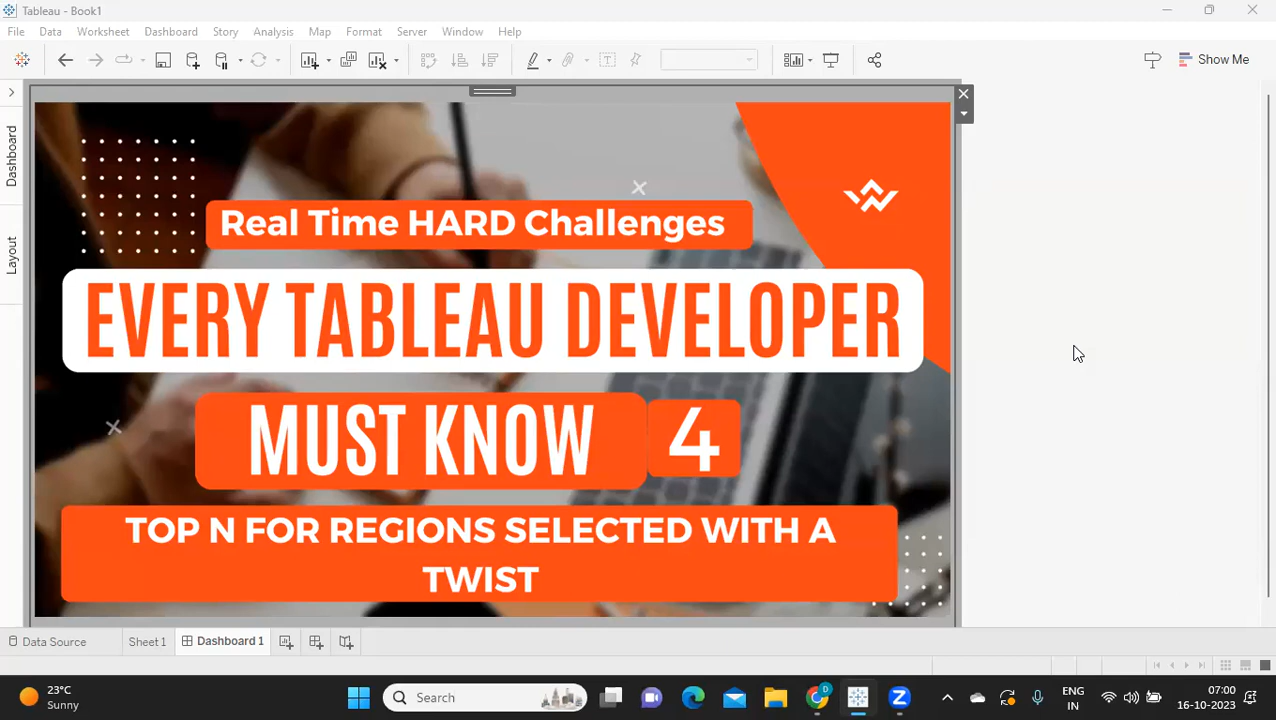 Tableau - Book1
File Data Worksheet Dashboard Story Analysis Map Format Server Window Help
Show Me
Dashboard
Layout
Real Time HARD Challenges
EVERY TABLEAU DEVELOPER
MUST KNOW 4
TOP N FOR REGIONS SELECTED WITH A
TWIST
Data Source Sheet 1 Dashboard 1
23°C
Sunny
Search
ENG
IN
07:00
16-10-2023